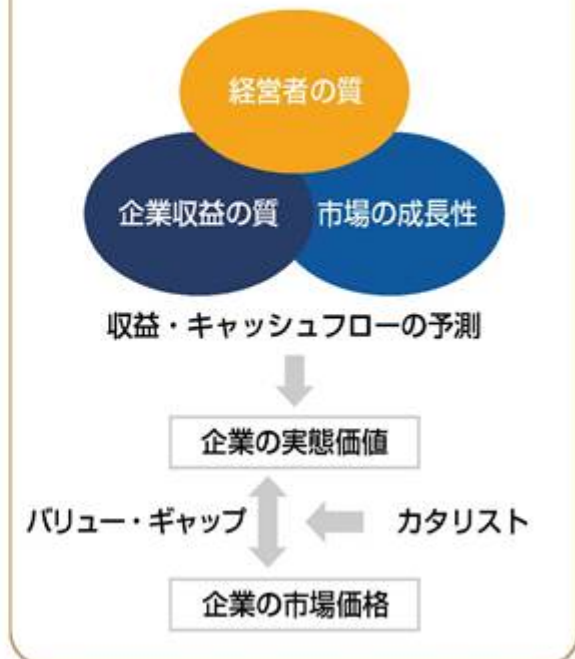 経営者の質
企業収益の質
市場の成長性
収益・キャッシュフローの予測
企業の実態価値
バリュー・ギャップ
カタリスト
企業の市場価格